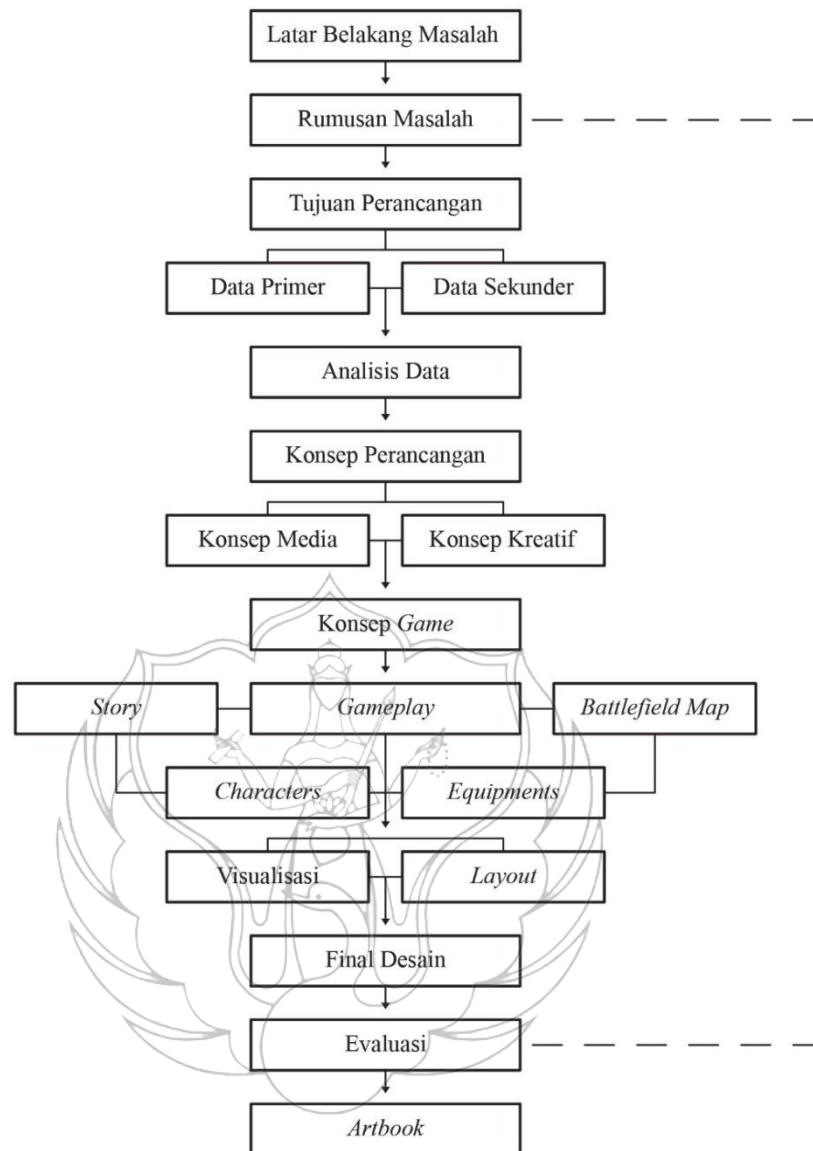 Latar Belakang Masalah
Rumusan Masalah
Tujuan Perancangan
Data Primer
Data Sekunder
Analisis Data
Konsep Perancangan
Konsep Media
Konsep Kreatif
Konsep Game
Story
Gameplay
Battlefield Map
Characters
Equipments
Visualisasi
Layout
Final Desain
Evaluasi
Artbook